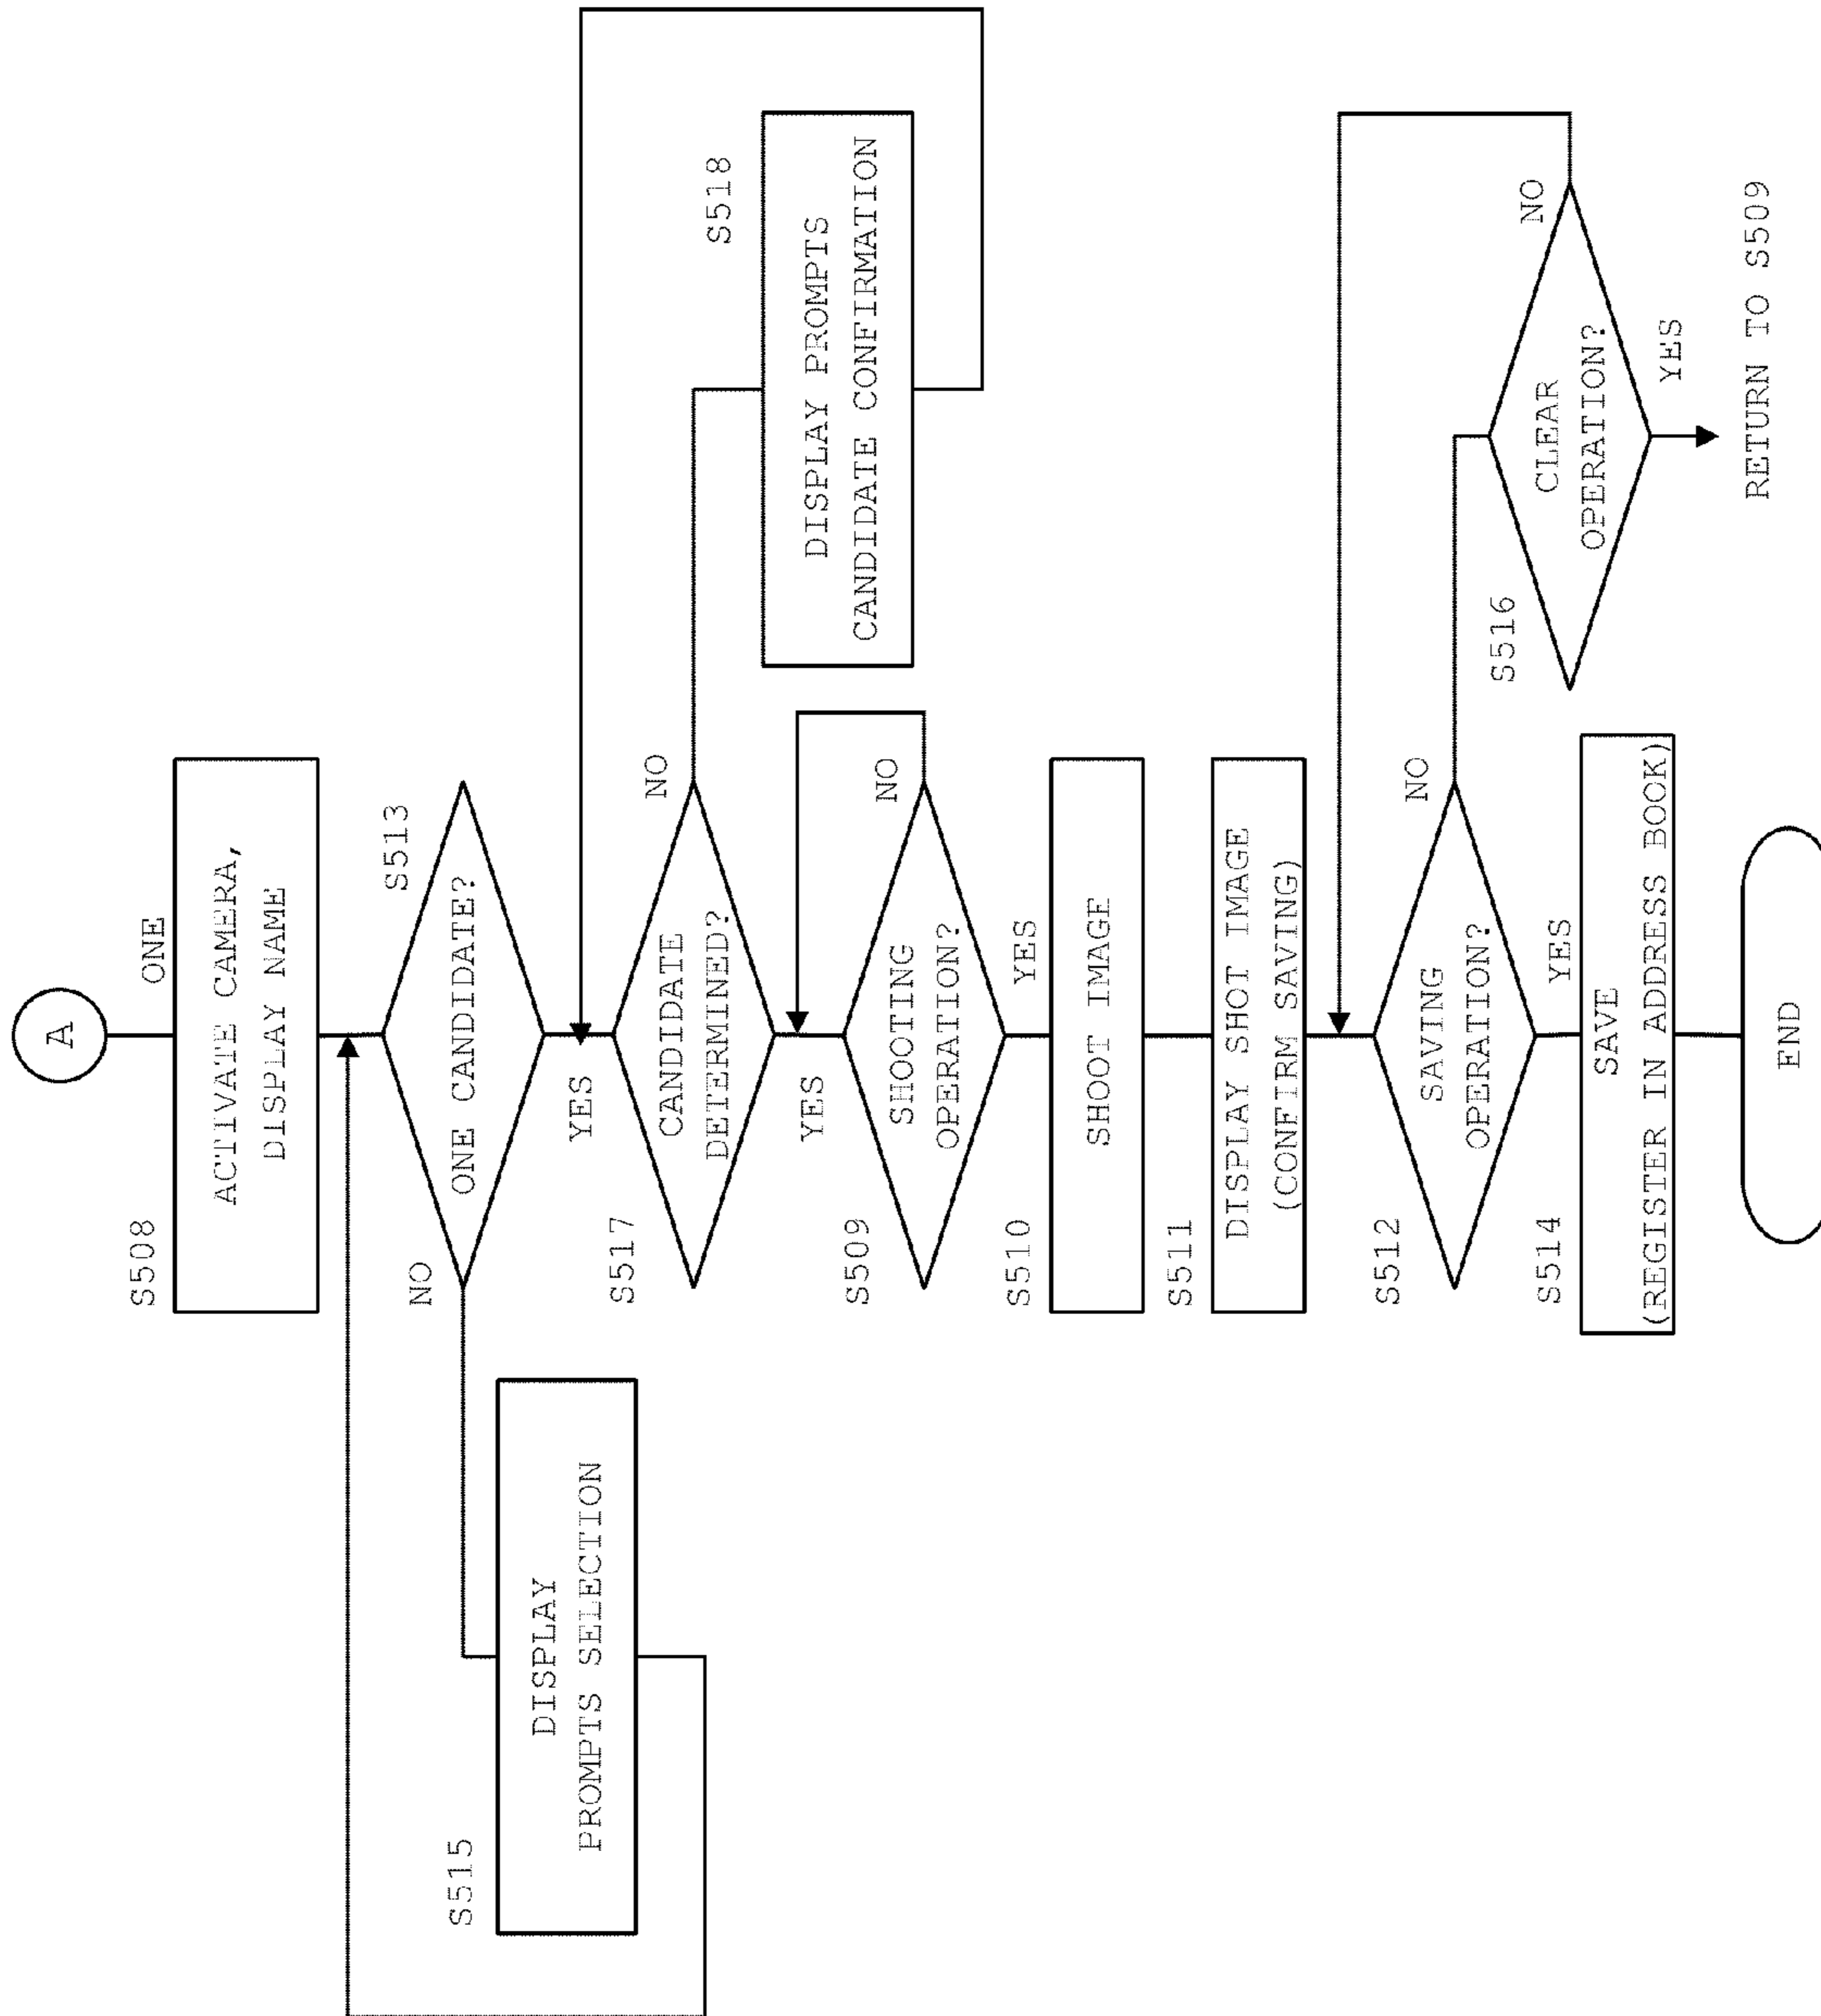 A
ONE
S508
ACTIVATE CAMERA,
DISPLAY NAME
S513
ONE CANDIDATE?
NO
YES
S515
DISPLAY
PROMPTS SELECTION
S517
CANDIDATE
DETERMINED?
NO
YES
S518
DISPLAY PROMPTS
CANDIDATE CONFIRMATION
S509
SHOOTING
OPERATION?
NO
YES
S510
SHOOT IMAGE
S511
DISPLAY SHOT IMAGE
(CONFIRM SAVING)
S512
SAVING
OPERATION?
NO
YES
S516
CLEAR
OPERATION?
NO
YES
RETURN TO S509
S514
SAVE
(REGISTER IN ADDRESS BOOK)
END